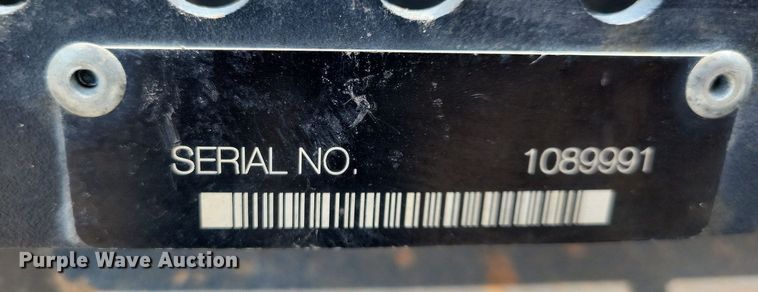 SERIAL NO. 1089991
Purple Wave Auction